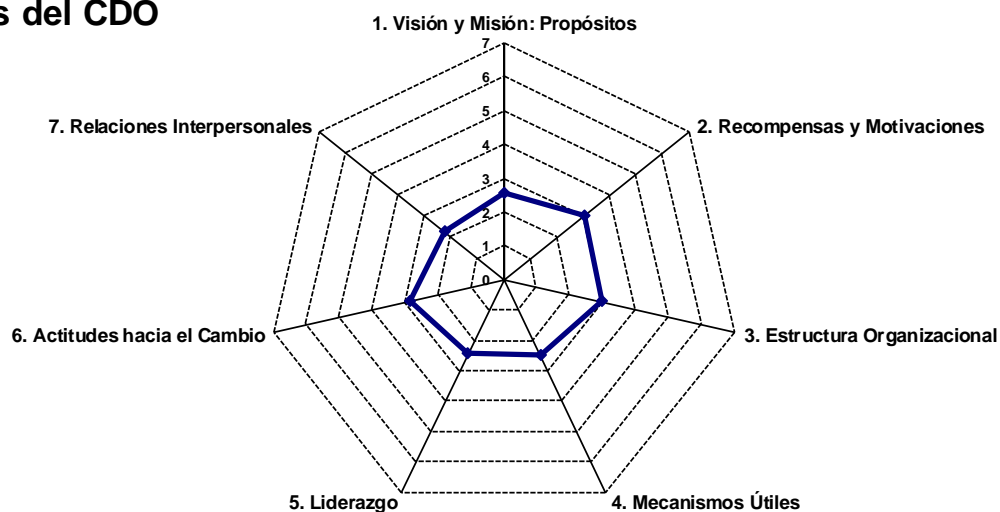 s del CDO
1. Visión y Misión: Propósitos
7
6
5
4
3
2
1
0
7. Relaciones Interpersonales
2. Recompensas y Motivaciones
6. Actitudes hacia el Cambio
3. Estructura Organizacional
5. Liderazgo
4. Mecanismos Útiles